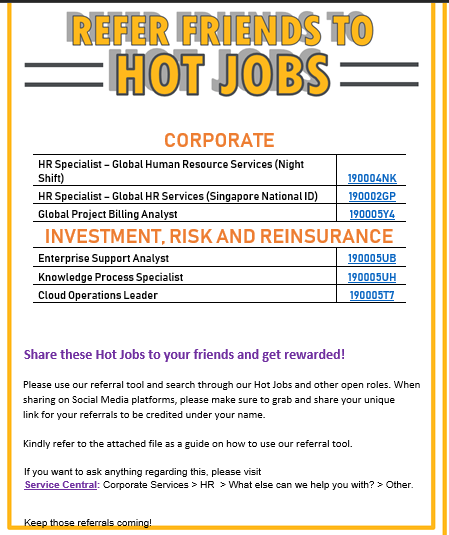 REFER FRIENDS TO
HOT JOBS
CORPORATE
HR Specialist – Global Human Resource Services (Night
Shift) 190004NK
HR Specialist – Global HR Services (Singapore National ID) 190002GP
Global Project Billing Analyst 190005Y4
INVESTMENT, RISK AND REINSURANCE
Enterprise Support Analyst 190005UB
Knowledge Process Specialist 190005UH
Cloud Operations Leader 190005T7
Share these Hot Jobs to your friends and get rewarded!
Please use our referral tool and search through our Hot Jobs and other open roles. When
sharing on Social Media platforms, please make sure to grab and share your unique
link for your referrals to be credited under your name.
Kindly refer to the attached file as a guide on how to use our referral tool.
If you want to ask anything regarding this, please visit
Service Central: Corporate Services > HR > What else can we help you with? > Other.
Keep those referrals coming!